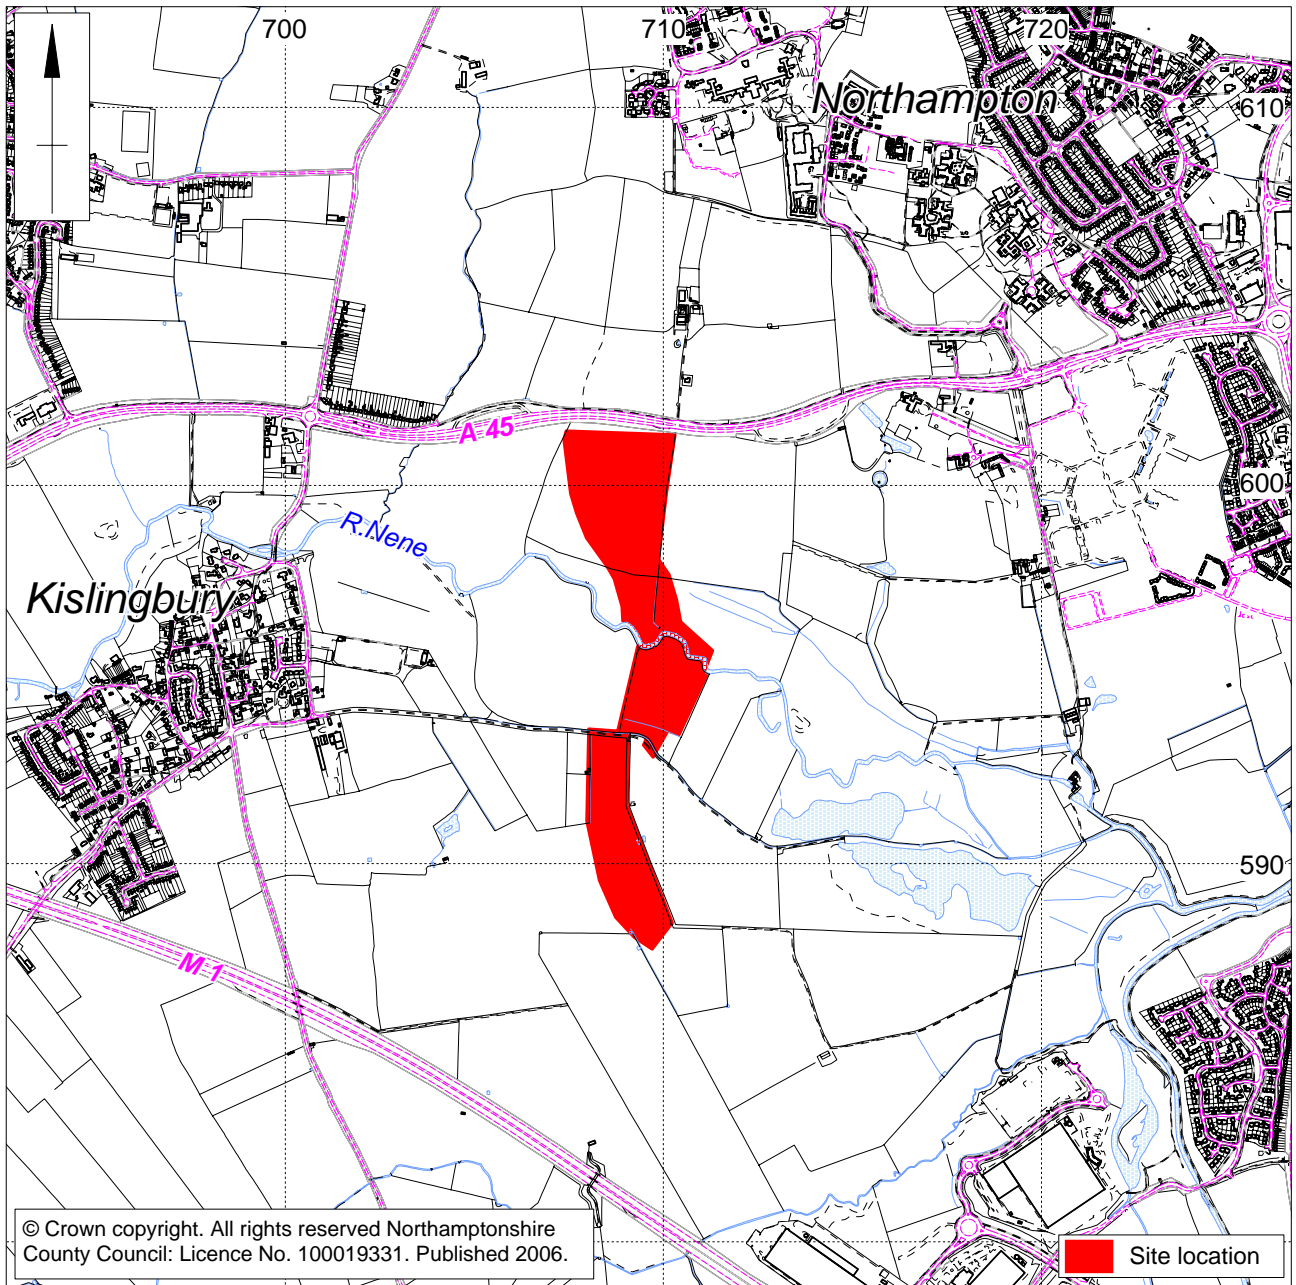 700
710
720
Northampton
610
A 45
600
R.Nene
Kislingbury
590
M 1
© Crown copyright. All rights reserved Northamptonshire
County Council: Licence No. 100019331. Published 2006.
Site location